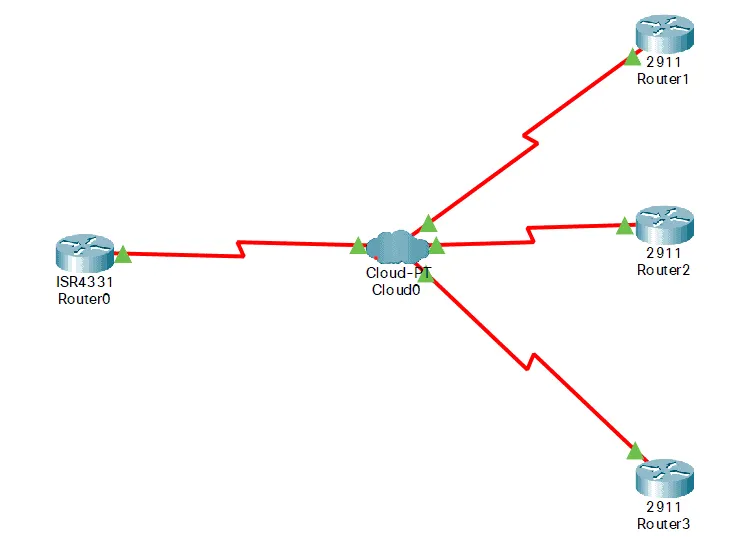 2911
Router1
ISR4331
Router0
Cloud-PT
Cloud0
2911
Router2
2911
Router3